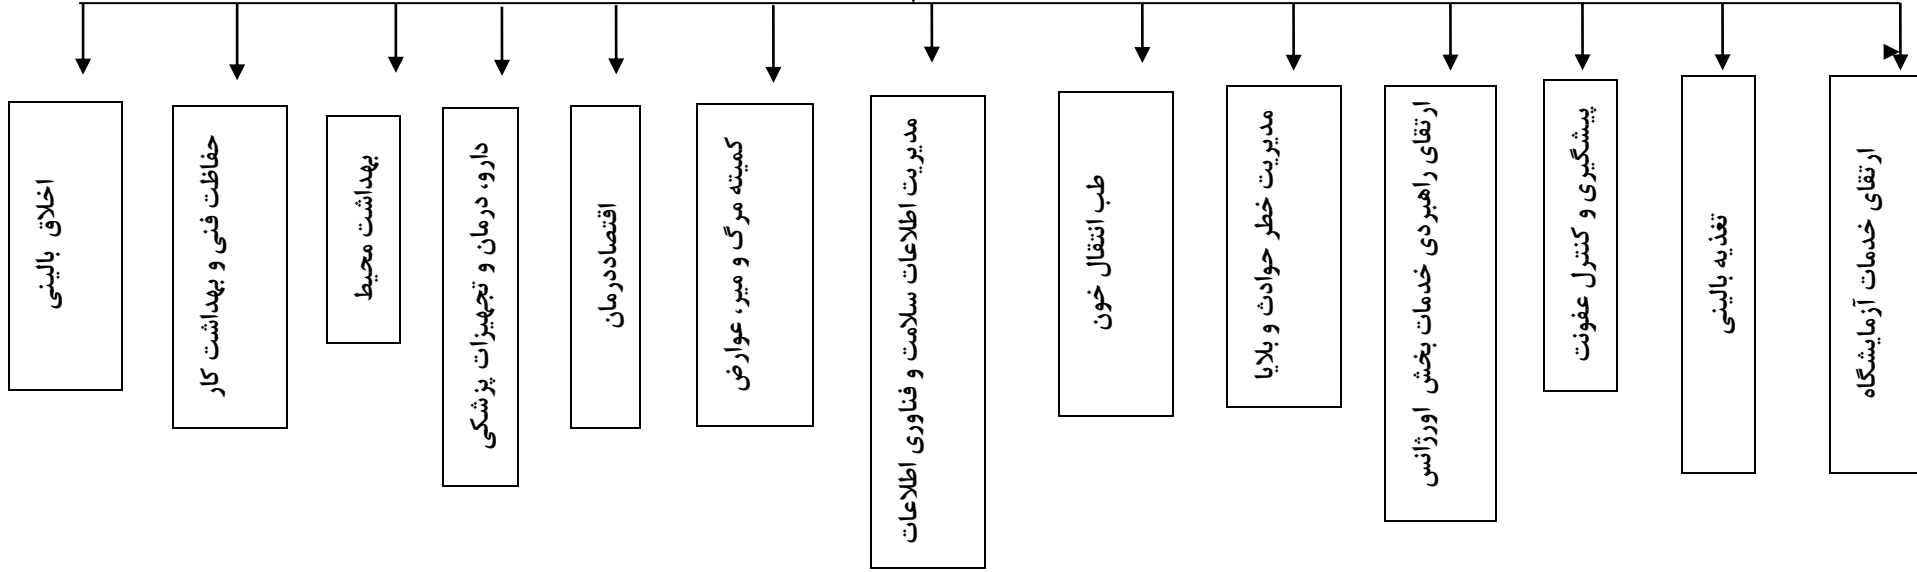 ارتقای خدمات آزمایشگاه
تغذیه بالینی
پیشگیری و کنترل عفونت
ارتقای راهبردی خدمات بخش اورژانس
مدیریت خطر حوادث و بلایا
طب انتقال خون
مدیریت اطلاعات سلامت و فناوری اطلاعات
کمیته مرگ و میر، عوارض
اقتصاددرمان
دارو، درمان و تجهیزات پزشکی
بهداشت محیط
حفاظت فنی و بهداشت کار
اخلاق بالینی